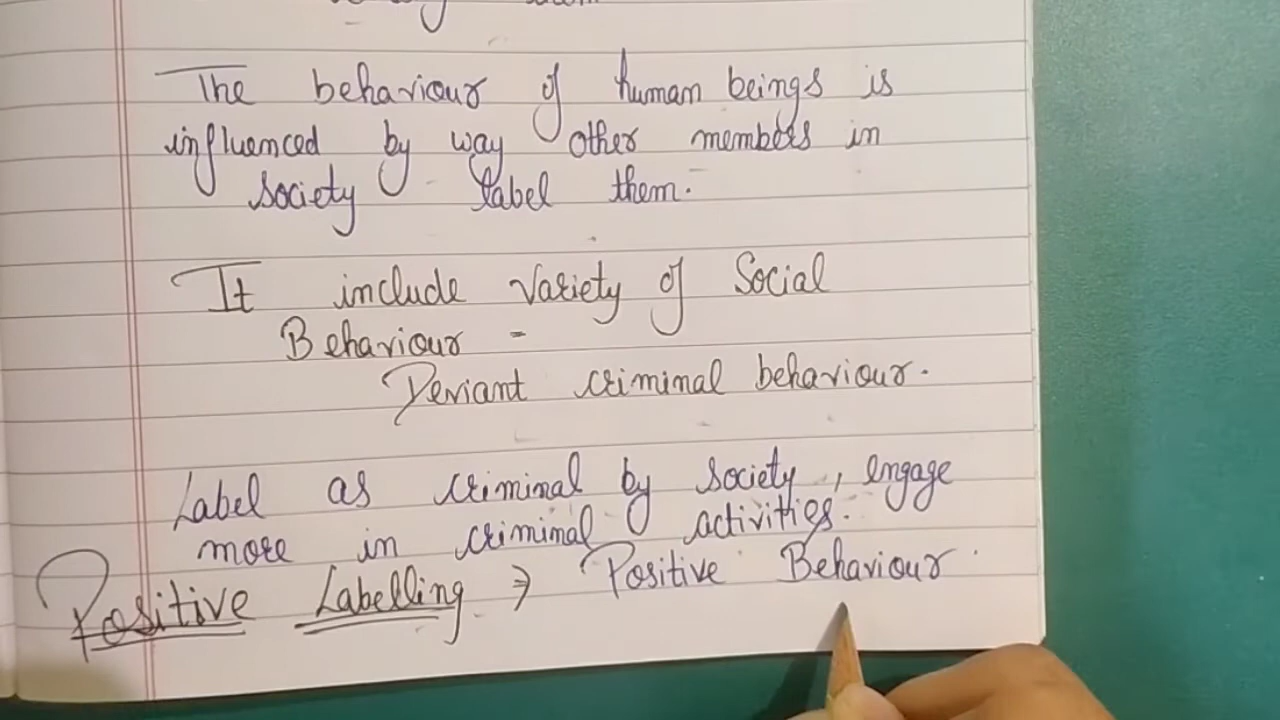 The behaviour of human beings is
influenced by way other members in
society label them.
It include Variety of Social
Behaviour -
Deviant criminal behaviour.
Label as criminal by society, engage
more in criminal activities.
Positive Labelling ⇒ Positive Behaviour.